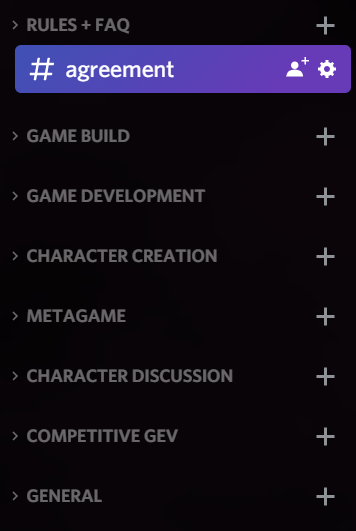 RULES + FAQ
# agreement
GAME BUILD
GAME DEVELOPMENT
CHARACTER CREATION
METAGAME
CHARACTER DISCUSSION
COMPETITIVE GEV
GENERAL